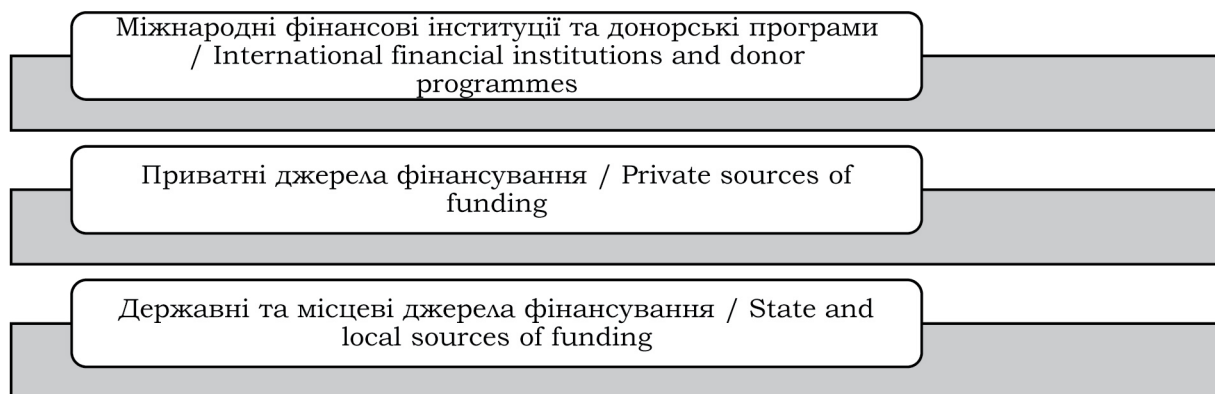 Міжнародні фінансові інституції та донорські програми
/ International financial institutions and donor
programmes
Приватні джерела фінансування / Private sources of
funding
Державні та місцеві джерела фінансування / State and
local sources of funding